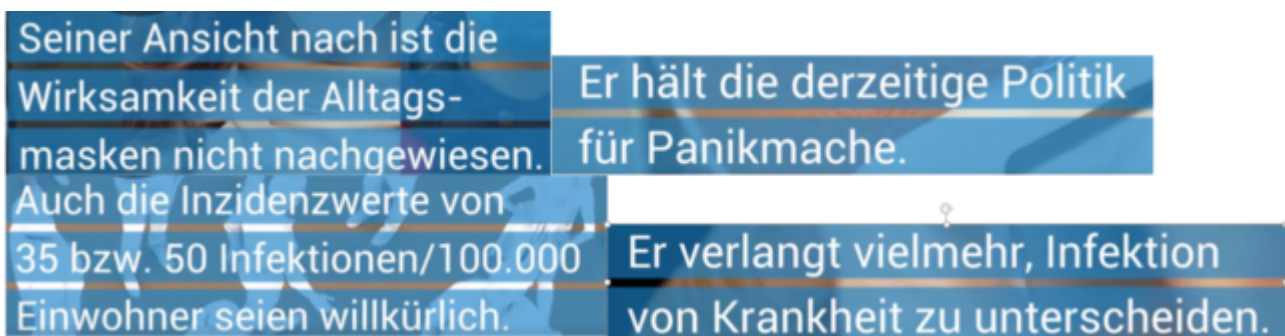 Seiner Ansicht nach ist die
Wirksamkeit der Alltags-
masken nicht nachgewiesen.
Er hält die derzeitige Politik
für Panikmache.
Auch die Inzidenzwerte von
35 bzw. 50 Infektionen/100.000
Einwohner seien willkürlich.
Er verlangt vielmehr, Infektion
von Krankheit zu unterscheiden.